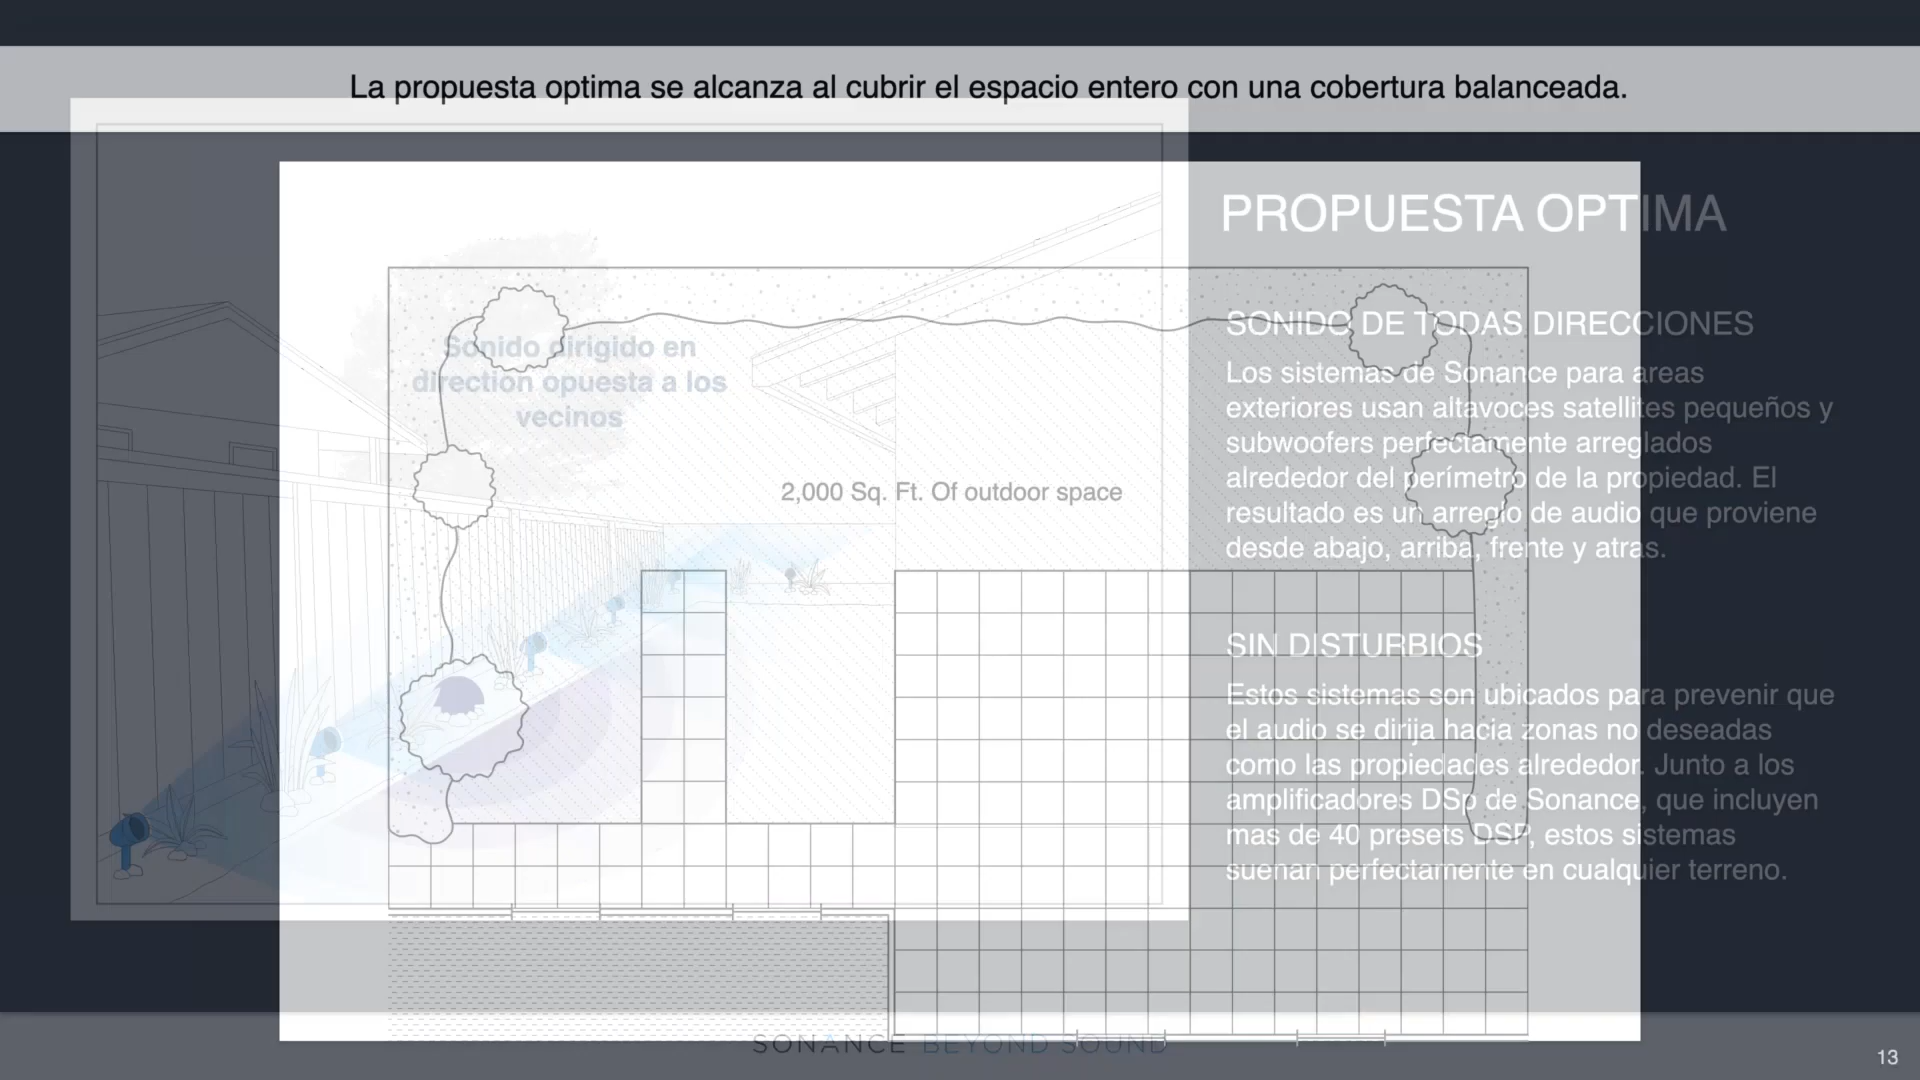 La propuesta optima se alcanza al cubrir el espacio entero con una cobertura balanceada.
PROPUESTA OPTIMA
Sonido dirigido en
direction opuesta a los
vecinos
2,000 Sq. Ft. Of outdoor space
SONIDO DE TODAS DIRECCIONES
Los sistemas de Sonance para areas
exteriores usan altavoces satellites pequeños y
subwoofers perfectamente arreglados
alrededor del perímetro de la propiedad. El
resultado es un arreglo de audio que proviene
desde abajo, arriba, frente y atras.
SIN DISTURBIOS
Estos sistemas son ubicados para prevenir que
el audio se dirija hacia zonas no deseadas
como las propiedades alrededor. Junto a los
amplificadores DSp de Sonance, que incluyen
mas de 40 presets DSP, estos sistemas
suenan perfectamente en cualquier terreno.
SONANCE BEYOND SOUND
13